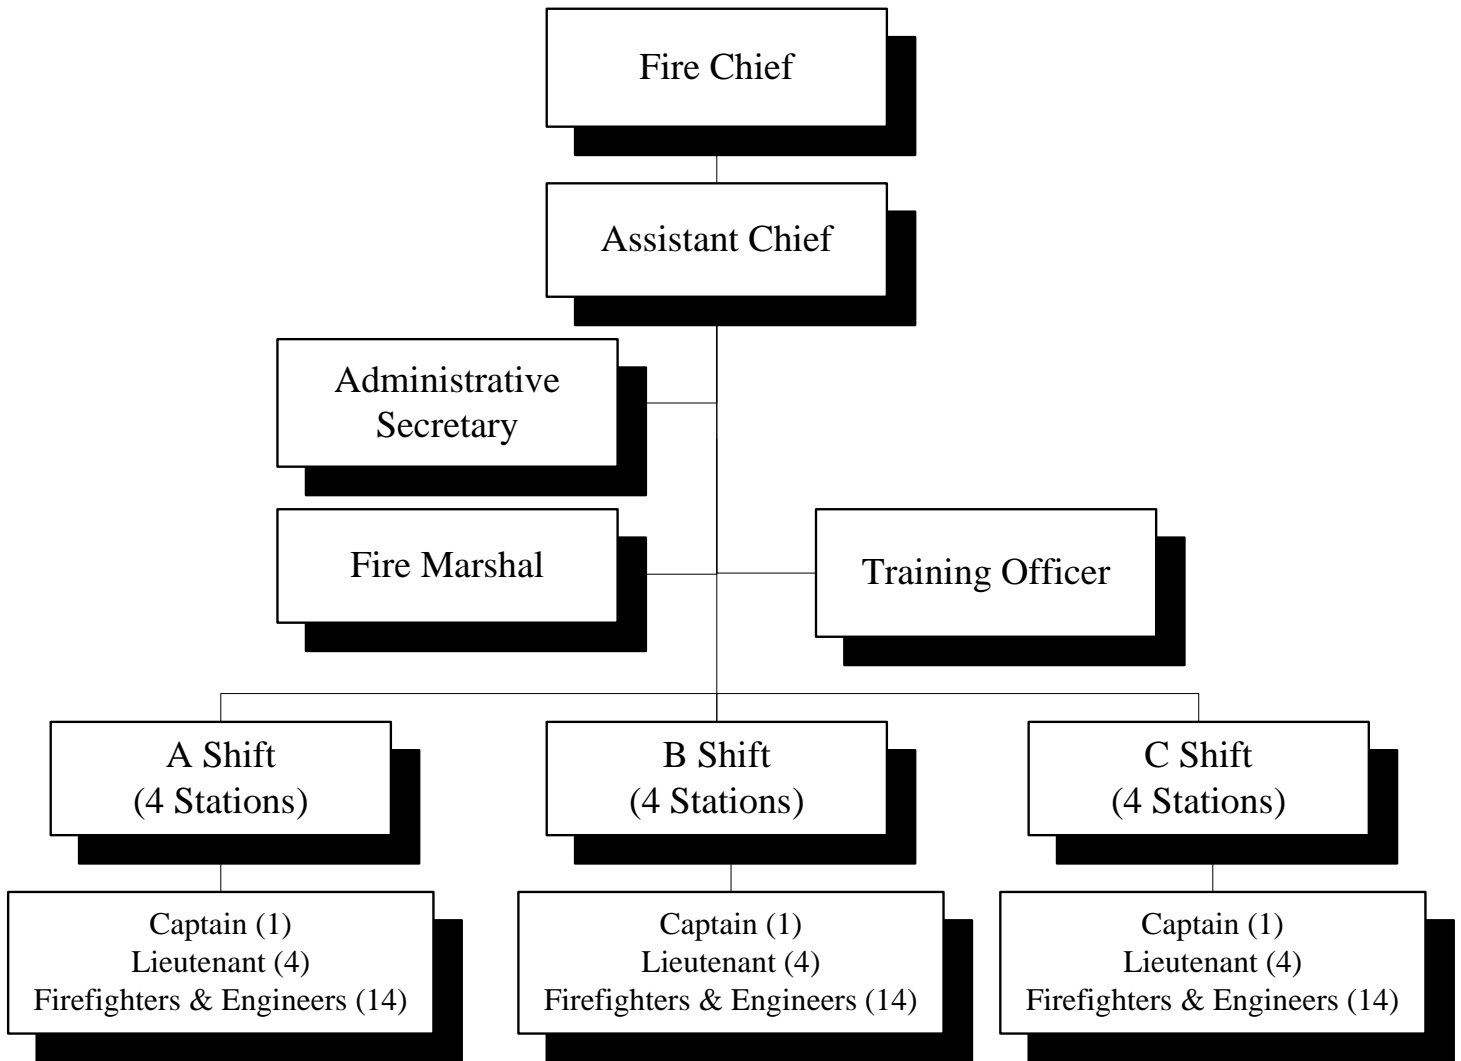 Fire Chief
Assistant Chief
Administrative
Secretary
Fire Marshal
Training Officer
A Shift
(4 Stations)
B Shift
(4 Stations)
C Shift
(4 Stations)
Captain (1)
Lieutenant (4)
Firefighters & Engineers (14)
Captain (1)
Lieutenant (4)
Firefighters & Engineers (14)
Captain (1)
Lieutenant (4)
Firefighters & Engineers (14)